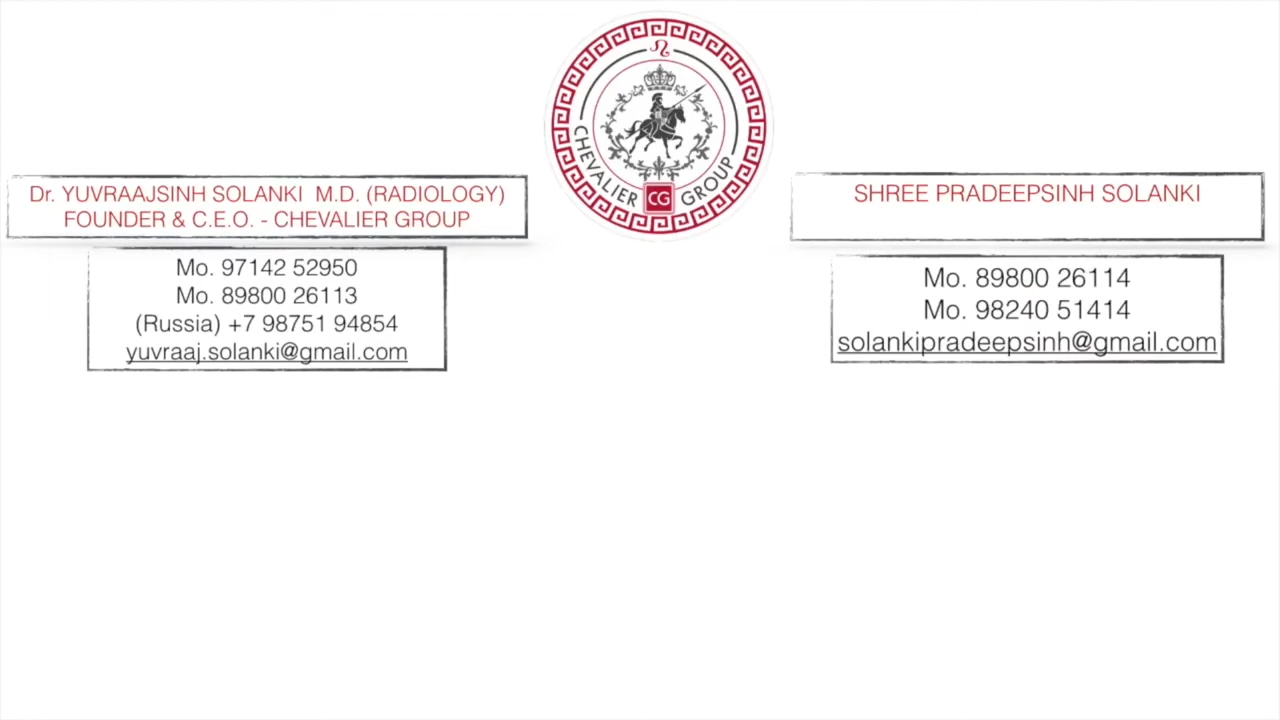 CHEVALIER GROUP
CG
Dr. YUVRAAJSINH SOLANKI M.D. (RADIOLOGY)
FOUNDER & C.E.O. - CHEVALIER GROUP
Mo. 97142 52950
Mo. 89800 26113
(Russia) +7 98751 94854
yuvraaj.solanki@gmail.com
SHREE PRADEEPSINH SOLANKI
Mo. 89800 26114
Mo. 98240 51414
solankipradeepsinh@gmail.com